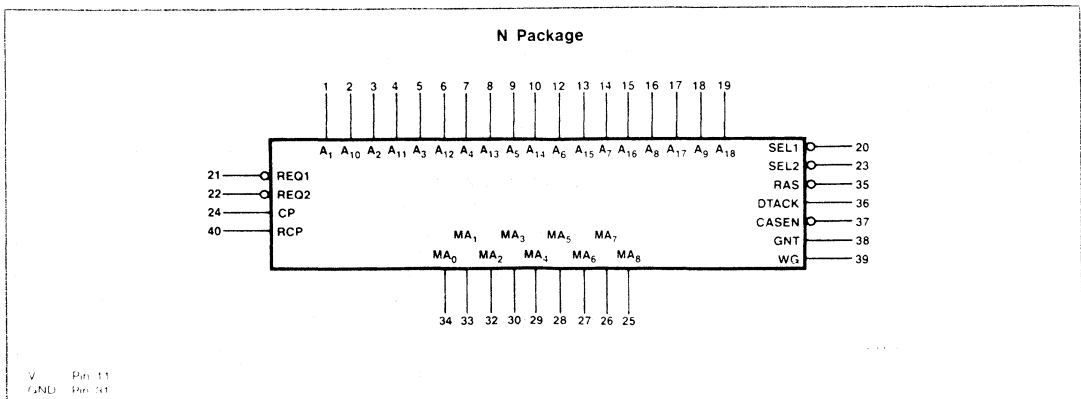 N Package
1 2 3 4 5 6 7 8 9 10 12 13 14 15 16 17 18 19
A₁ A₁₀ A₂ A₁₁ A₃ A₁₂ A₄ A₁₃ A₅ A₁₄ A₆ A₁₅ A₇ A₁₆ A₈ A₁₇ A₉ A₁₈
SEL1 20
SEL2 23
21 REQ1
RAS 35
22 REQ2
DTACK 36
24 CP
CASEN 37
40 RCP
GNT 38
MA₁ MA₃ MA₅ MA₇
WG 39
MA₀ MA₂ MA₄ MA₆ MA₈
34 33 32 30 29 28 27 26 25
V Pin 11
GND Pin 31